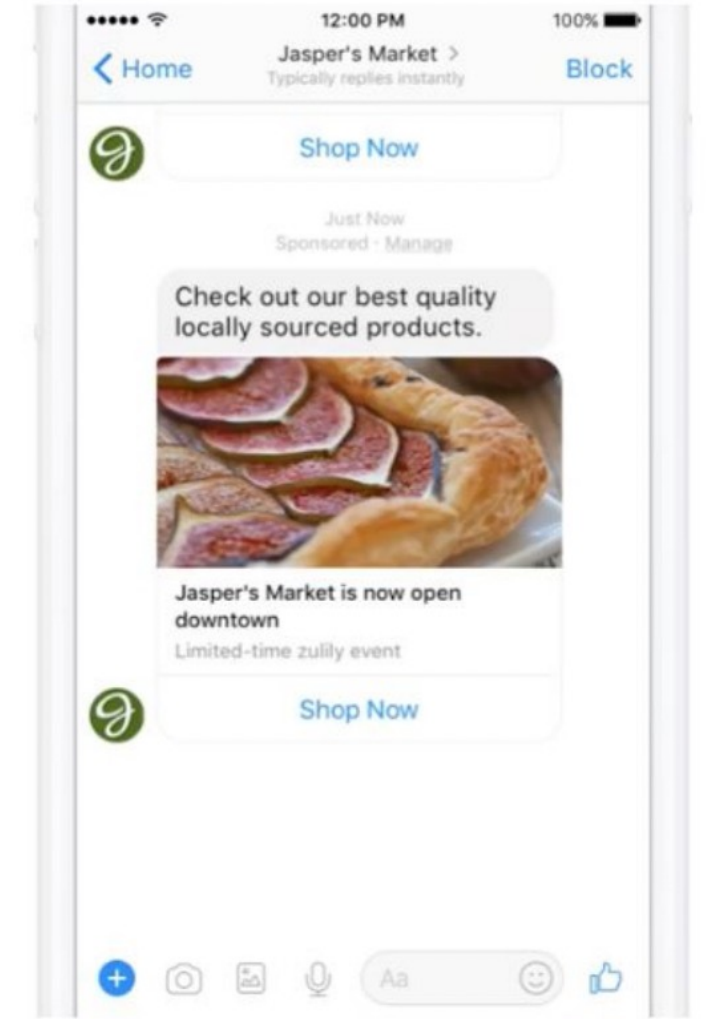 12:00 PM
100%
Home
Jasper's Market >
Block
Typically replies instantly
Shop Now
Just Now
Sponsored · Manage
Check out our best quality
locally sourced products.
Jasper's Market is now open
downtown
Limited-time zulily event
Shop Now
Aa